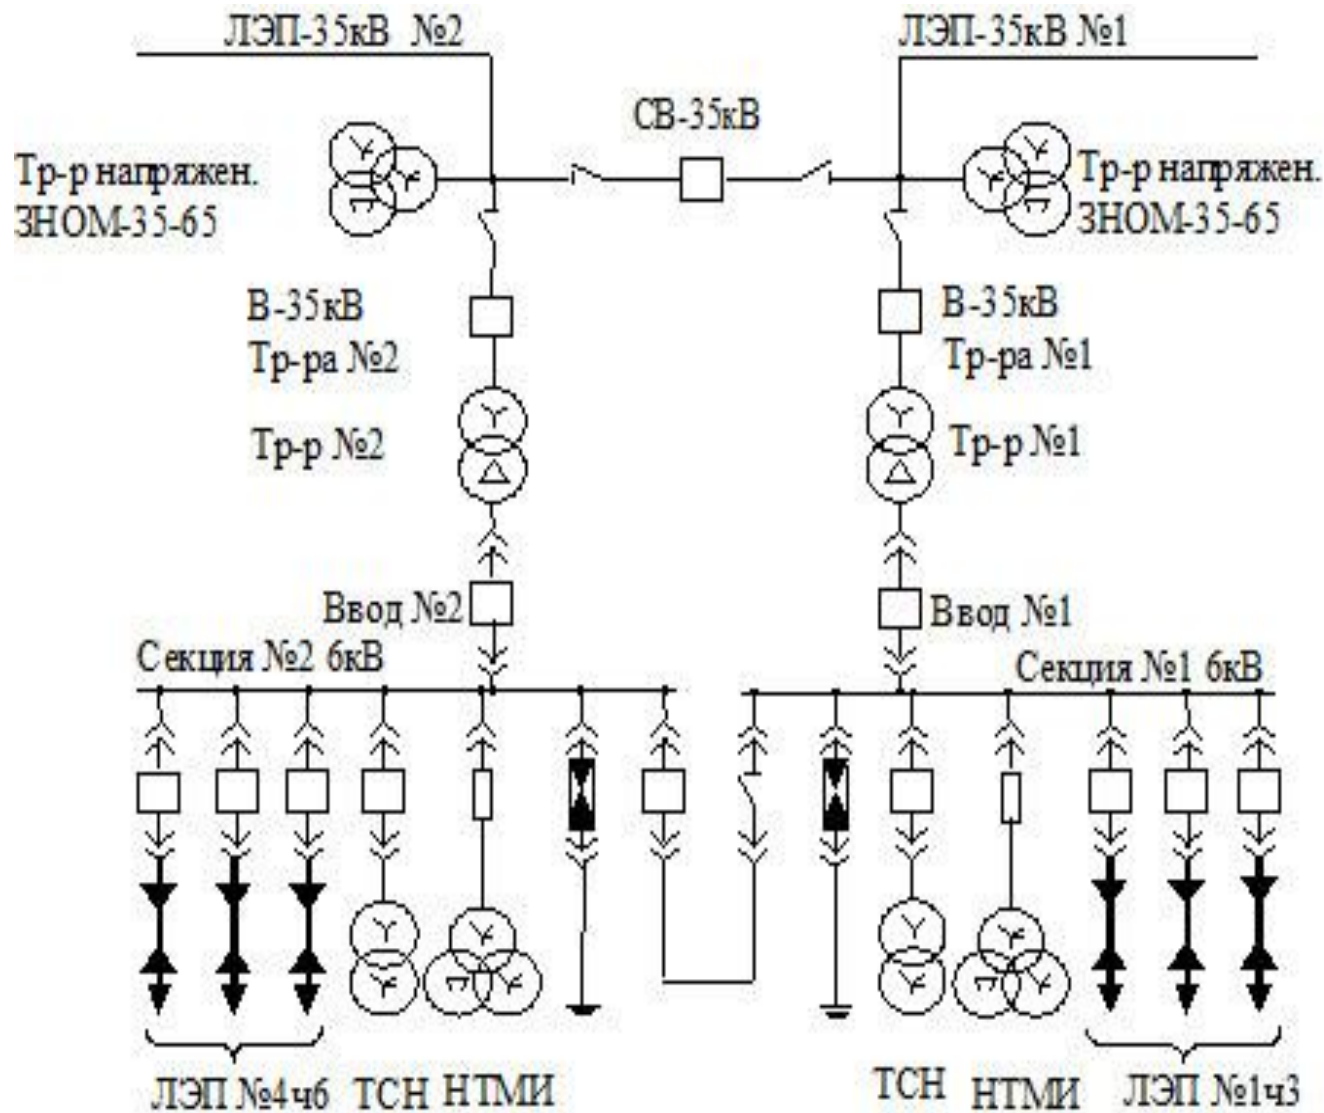 ЛЭП-35кВ №2
ЛЭП-35кВ №1
СВ-35кВ
Тр-р напряжен.
ЗНОМ-35-65
Тр-р напряжен.
ЗНОМ-35-65
В-35кВ
Тр-ра №2
В-35кВ
Тр-ра №1
Тр-р №2
Тр-р №1
Ввод №2
Ввод №1
Секция №2 6кВ
Секция №1 6кВ
ЛЭП №4ч6
ТСН
НТМИ
ТСН
НТМИ
ЛЭП №1ч3